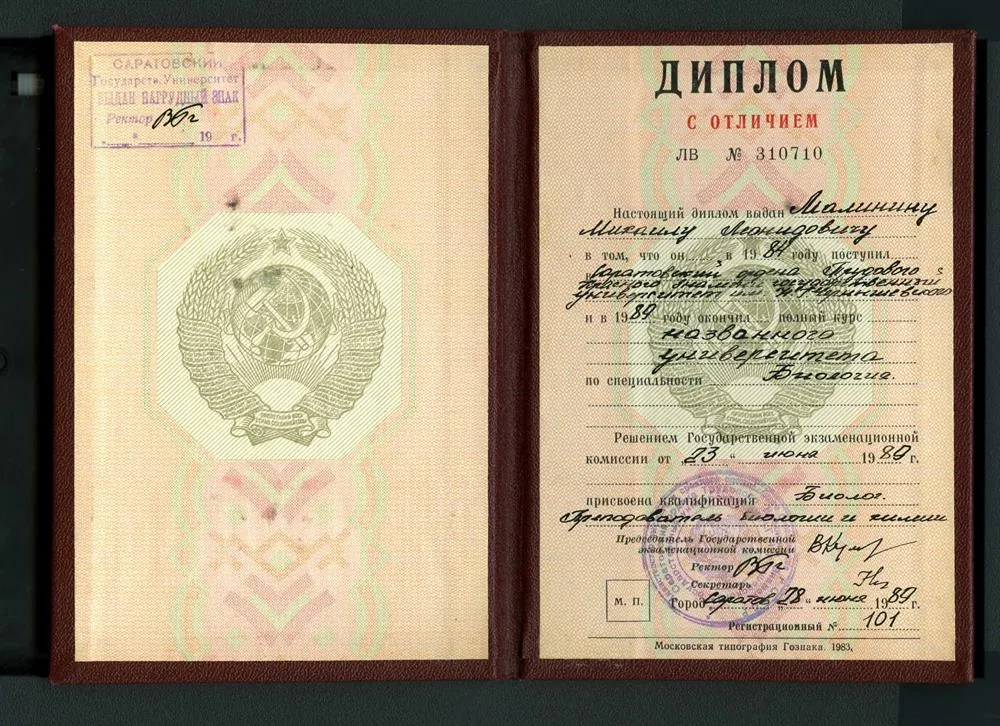 САРАТОВСКИЙ
Государств. Университет
ВЫДАН НАГРУДНЫЙ ЗНАК
Ректор
" 19 г.
ДИПЛОМ
С ОТЛИЧИЕМ
ЛВ № 310710
Настоящий диплом выдан Малинину
Михаилу Леонидовичу
в том, что он в 1984 году поступил
в Саратовский ордена Трудового
Красного Знамени государственный
университет им. Н.Г. Чернышевского
и в 1989 году окончил полный курс
названного
университета
по специальности Биология.
Решением Государственной экзаменационной
комиссии от „23“ июня 1989 г.
присвоена квалификация Биолог.
Преподаватель биологии и химии
Председатель Государственной
экзаменационной комиссии
Ректор
Секретарь
М. П.
Город Саратов „28“ июня 1989 г.
Регистрационный № 101
Московская типография Гознака. 1983.